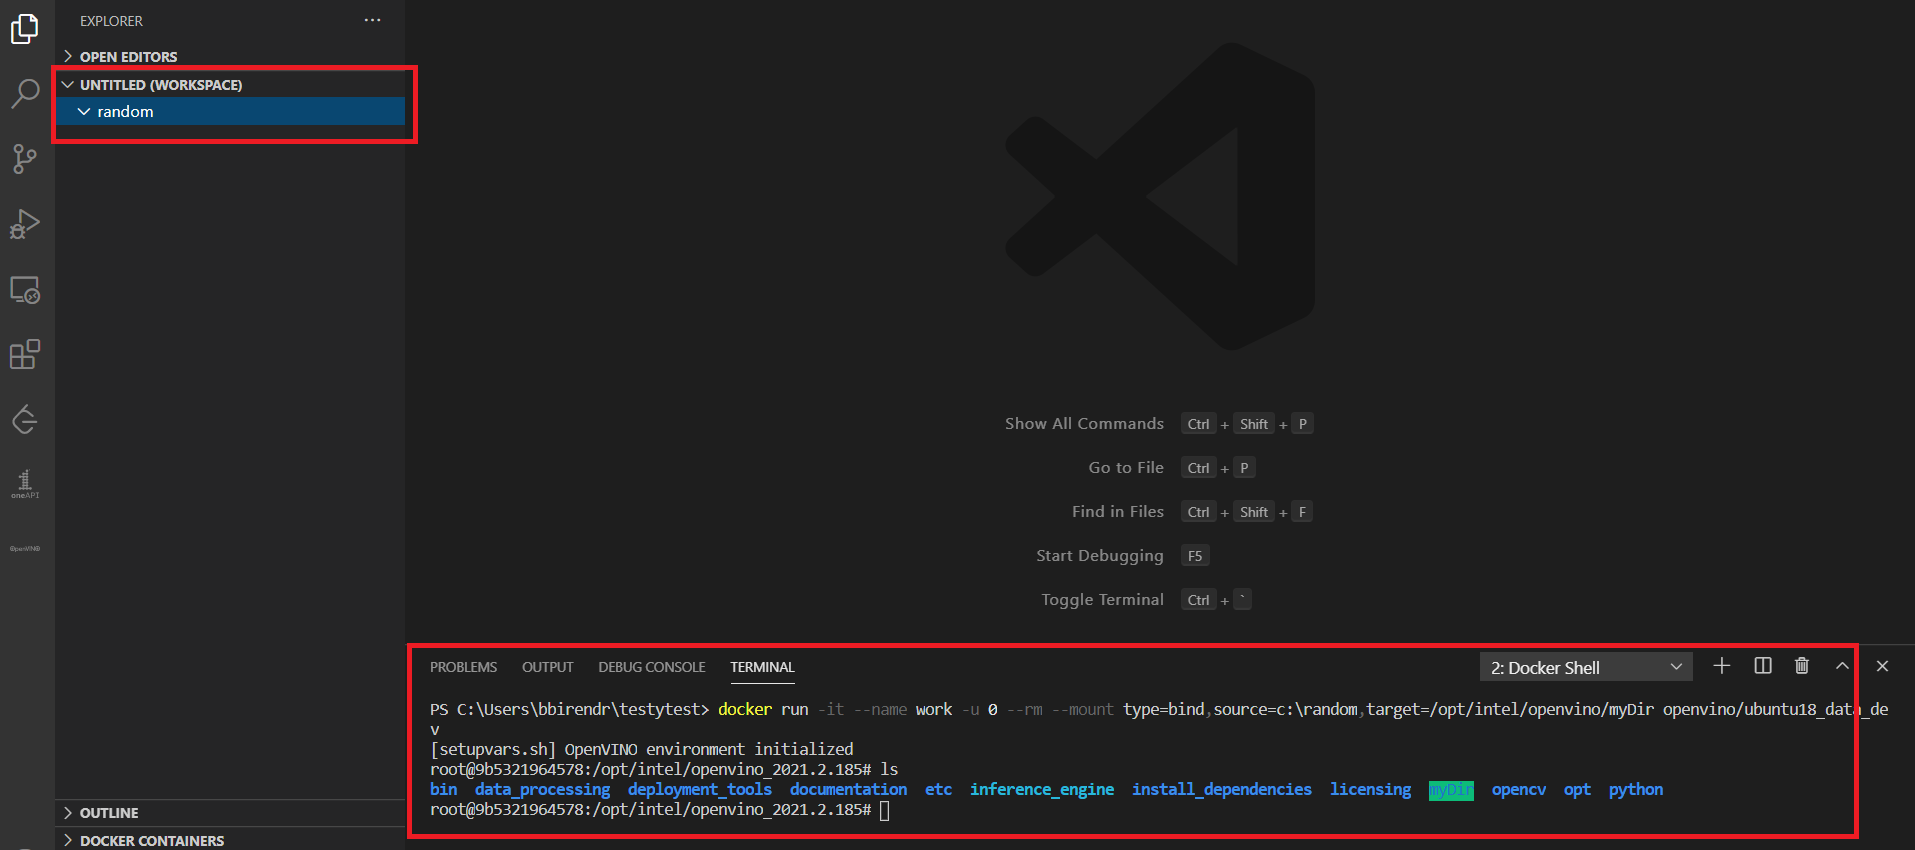 EXPLORER
OPEN EDITORS
UNTITLED (WORKSPACE)
random
oneAPI
OpenVINO
OUTLINE
DOCKER CONTAINERS
Show All Commands Ctrl + Shift + P
Go to File Ctrl + P
Find in Files Ctrl + Shift + F
Start Debugging F5
Toggle Terminal Ctrl + `
PROBLEMS OUTPUT DEBUG CONSOLE TERMINAL 2: Docker Shell
PS C:\Users\bbirendr\testytest> docker run -it --name work -u 0 --rm --mount type=bind,source=c:\random,target=/opt/intel/openvino/myDir openvino/ubuntu18_data_de
v
[setupvars.sh] OpenVINO environment initialized
root@9b5321964578:/opt/intel/openvino_2021.2.185# ls
bin data_processing deployment_tools documentation etc inference_engine install_dependencies licensing myDir opencv opt python
root@9b5321964578:/opt/intel/openvino_2021.2.185#